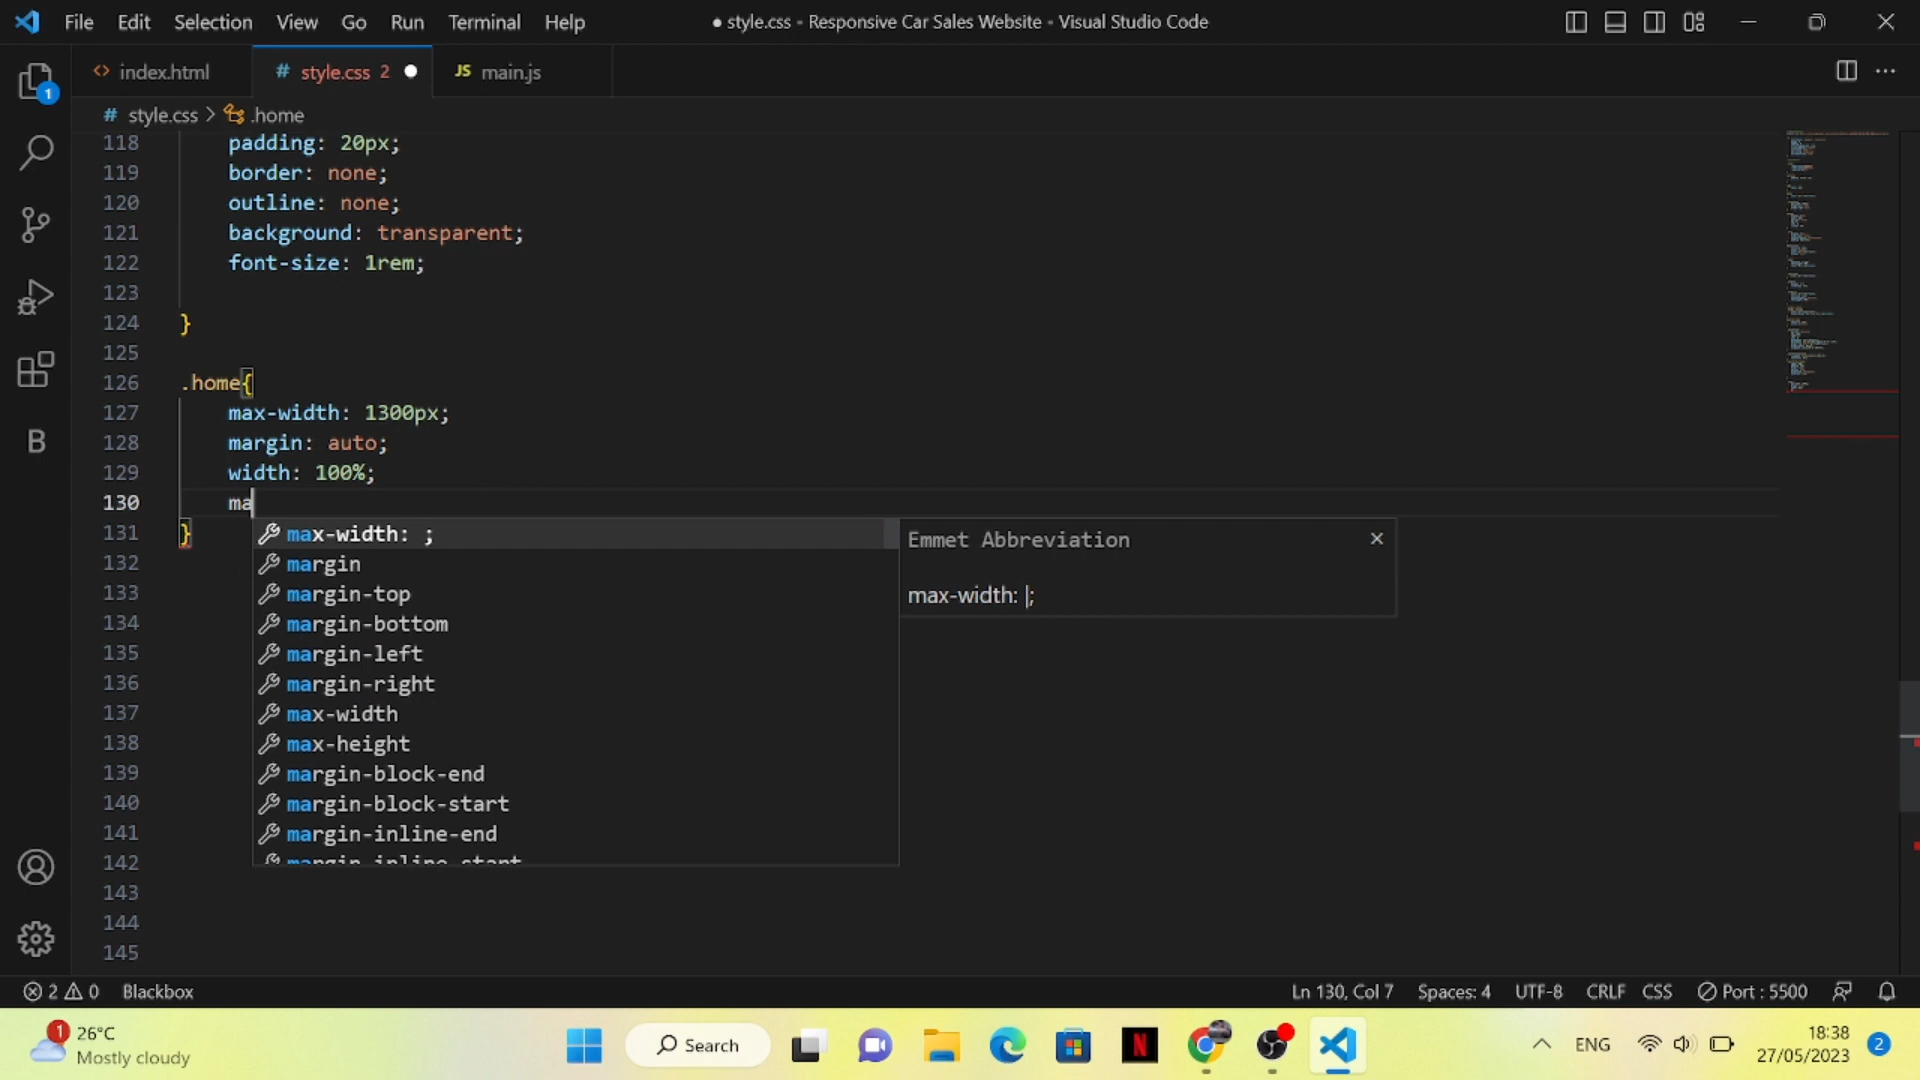 File Edit Selection View Go Run Terminal Help
● style.css - Responsive Car Sales Website - Visual Studio Code
index.html
# style.css 2 ●
JS main.js
# style.css > .home
1
118 padding: 20px;
119 border: none;
120 outline: none;
121 background: transparent;
122 font-size: 1rem;
123
124 }
125
126 .home{
127 max-width: 1300px;
128 margin: auto;
129 width: 100%;
130 ma
131 }
132
133
134
135
136
137
138
139
140
141
142
143
144
145
max-width: ;
margin
margin-top
margin-bottom
margin-left
margin-right
max-width
max-height
margin-block-end
margin-block-start
margin-inline-end
margin-inline-start
Emmet Abbreviation
max-width: |;
B
2 0 Blackbox
Ln 130, Col 7 Spaces: 4 UTF-8 CRLF CSS Port : 5500
1 26°C
Mostly cloudy
Search
N
ENG
18:38
27/05/2023
2